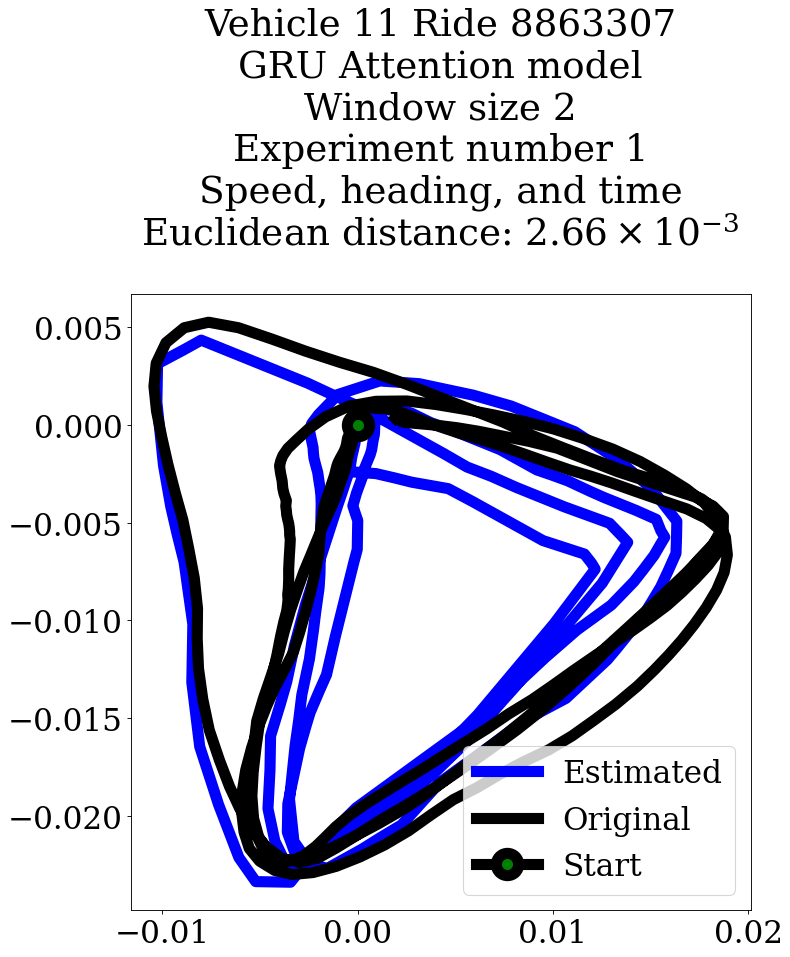 Vehicle 11 Ride 8863307
GRU Attention model
Window size 2
Experiment number 1
Speed, heading, and time
Euclidean distance: 2.66 × 10⁻³
0.005
0.000
−0.005
−0.010
−0.015
−0.020
Estimated
Original
Start
−0.01
0.00
0.01
0.02